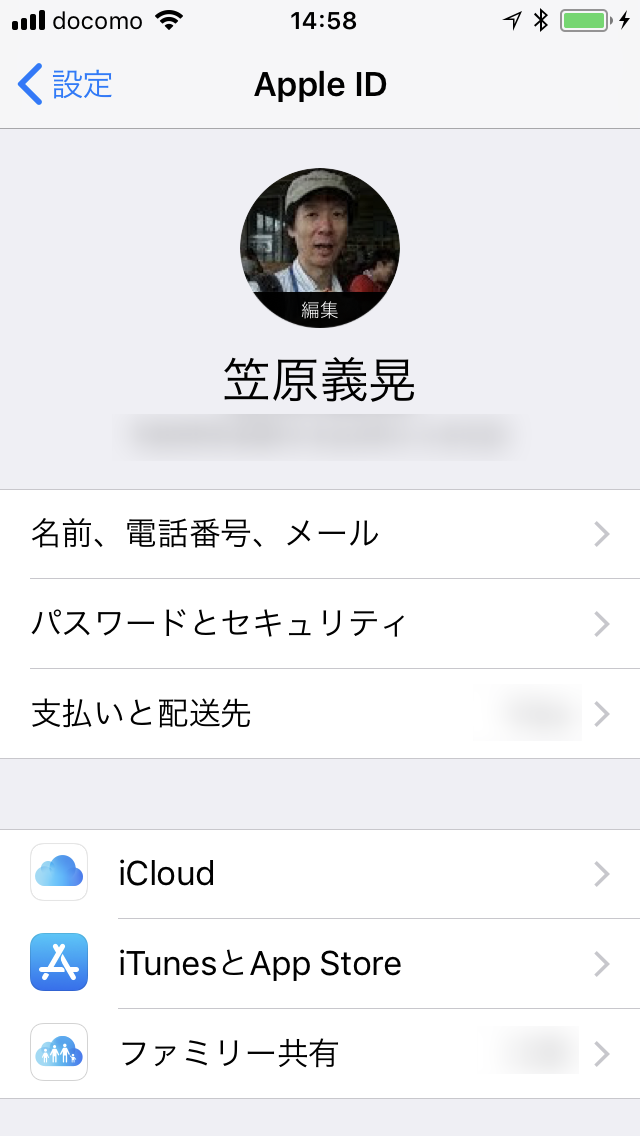 docomo 14:58
設定 Apple ID
編集
笠原義晃
名前、電話番号、メール
パスワードとセキュリティ
支払いと配送先
iCloud
iTunesとApp Store
ファミリー共有